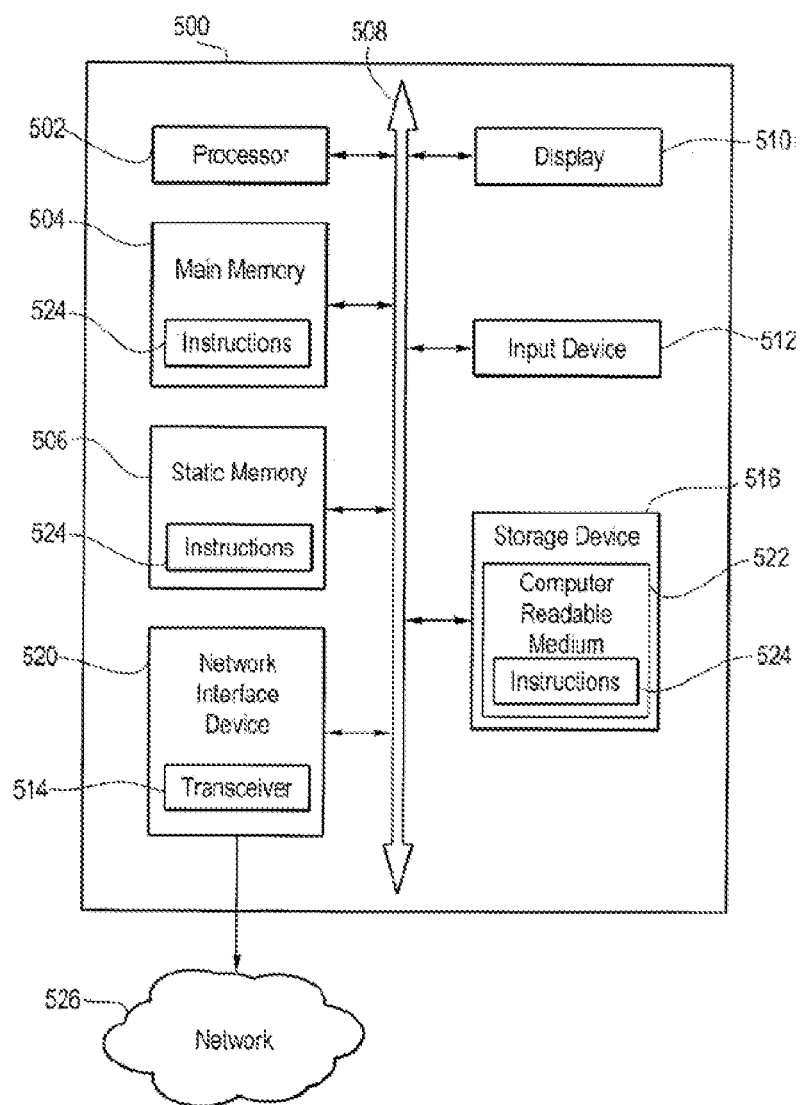 500
508
502
Processor
Display
510
504
Main Memory
524
Instructions
Input Device
512
506
Static Memory
524
Instructions
516
Storage Device
522
Computer
Readable
Medium
524
Instructions
520
Network
Interface
Device
514
Transceiver
526
Network